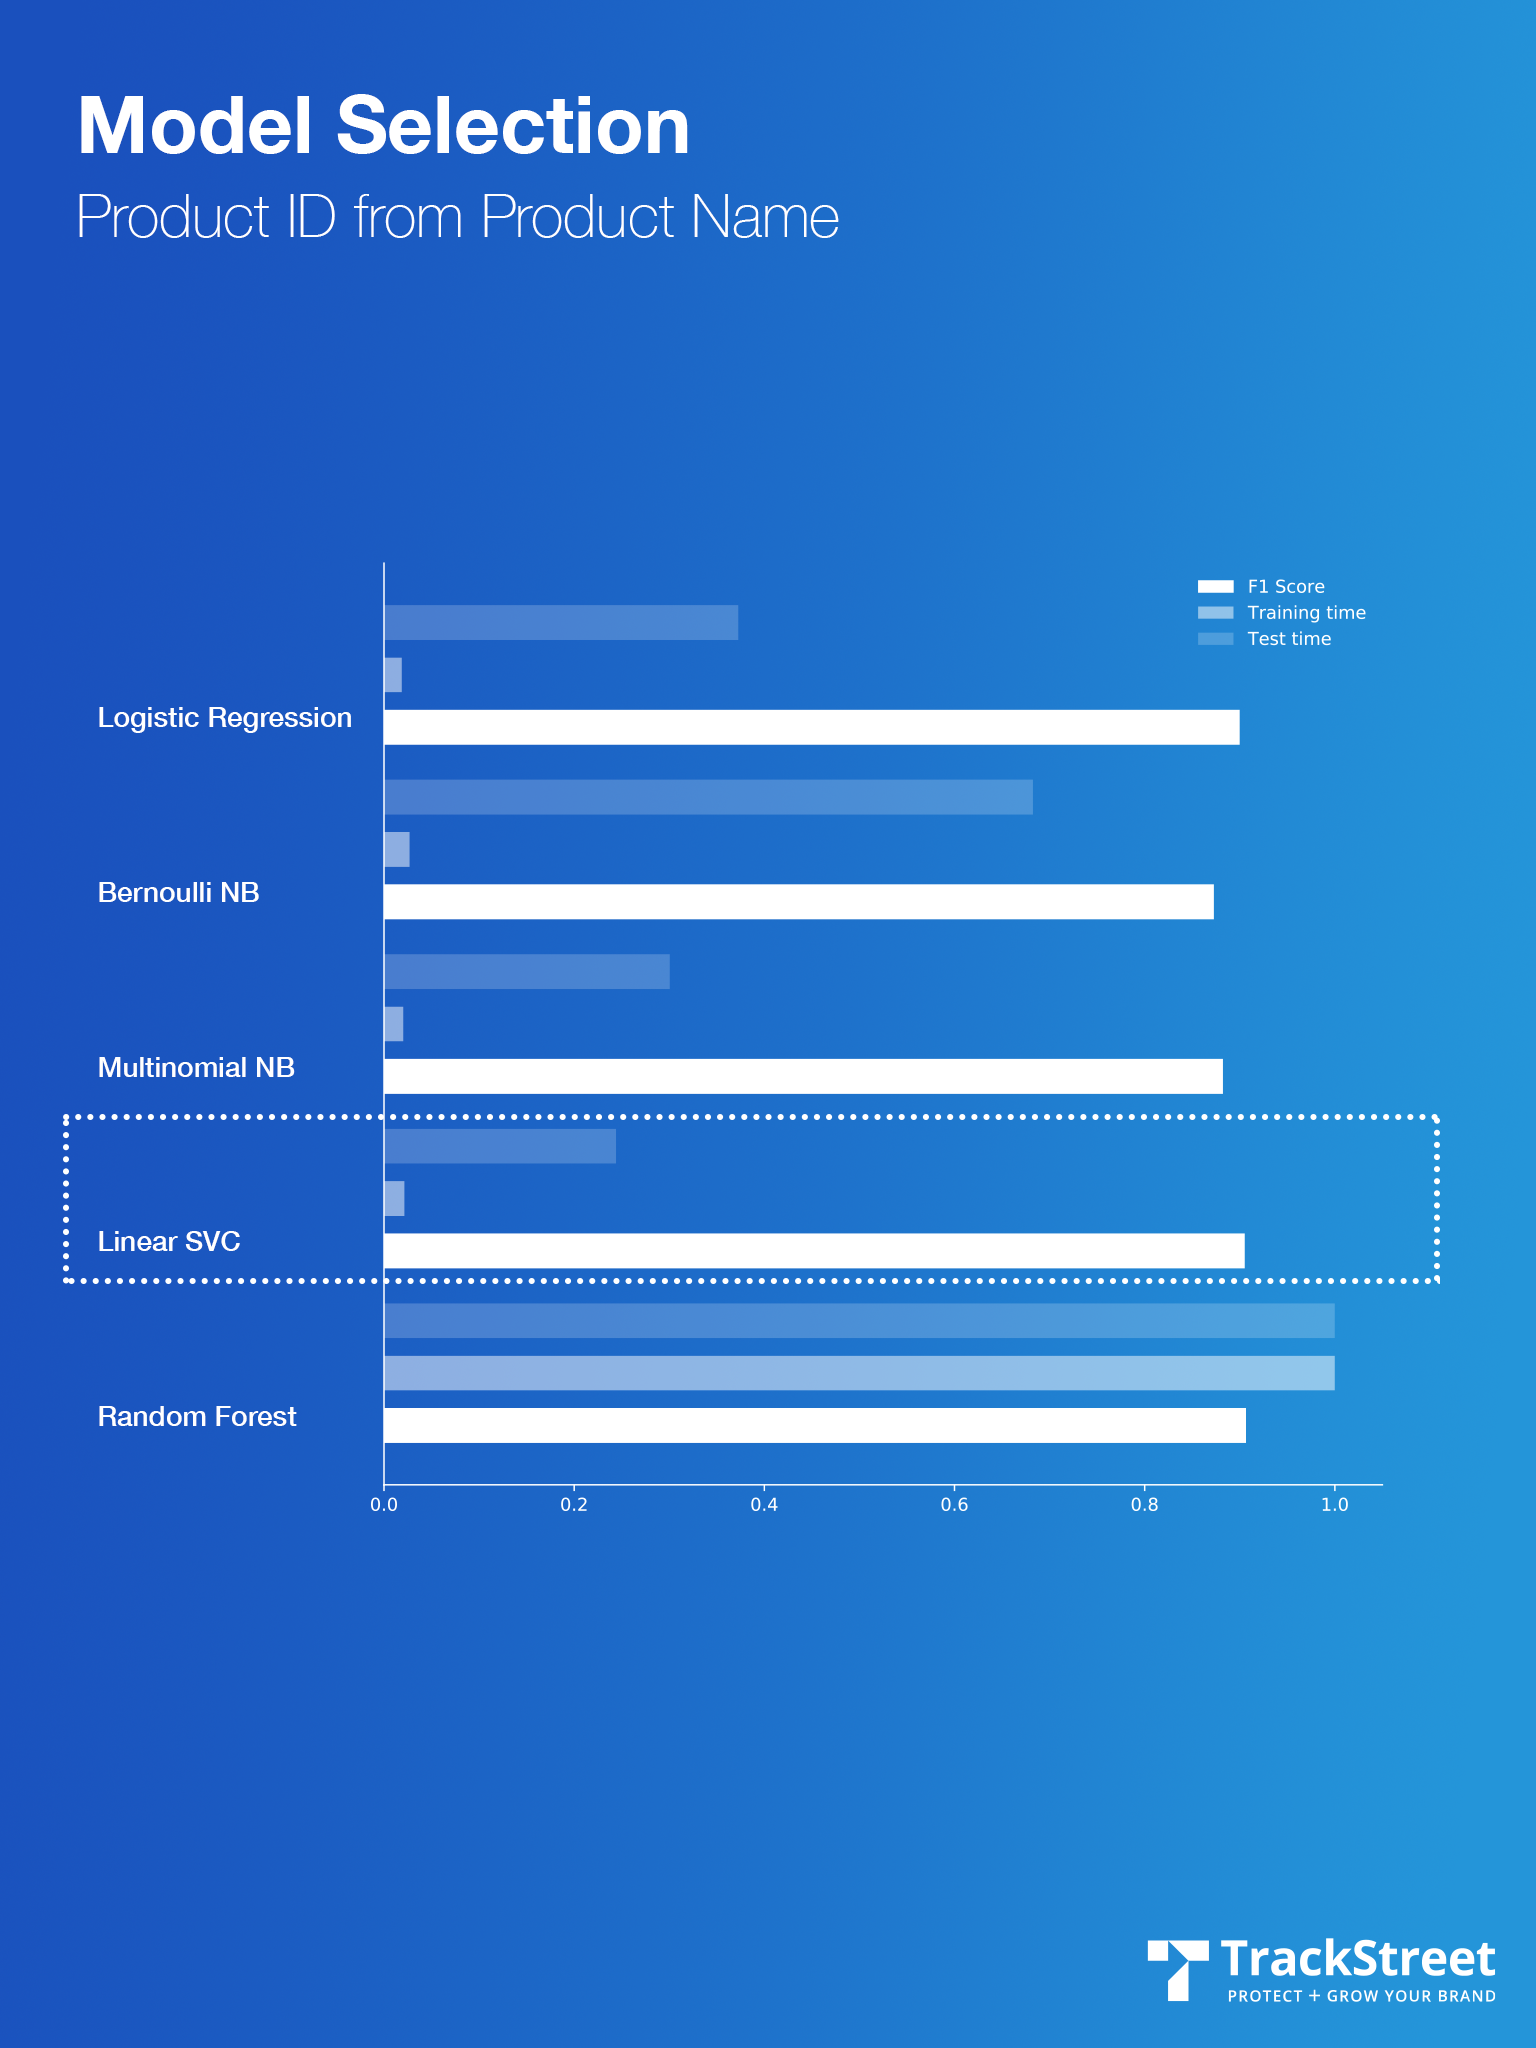 Model Selection
Product ID from Product Name
F1 Score
Training time
Test time
Logistic Regression
Bernoulli NB
Multinomial NB
Linear SVC
Random Forest
0.0 0.2 0.4 0.6 0.8 1.0
TrackStreet
PROTECT + GROW YOUR BRAND